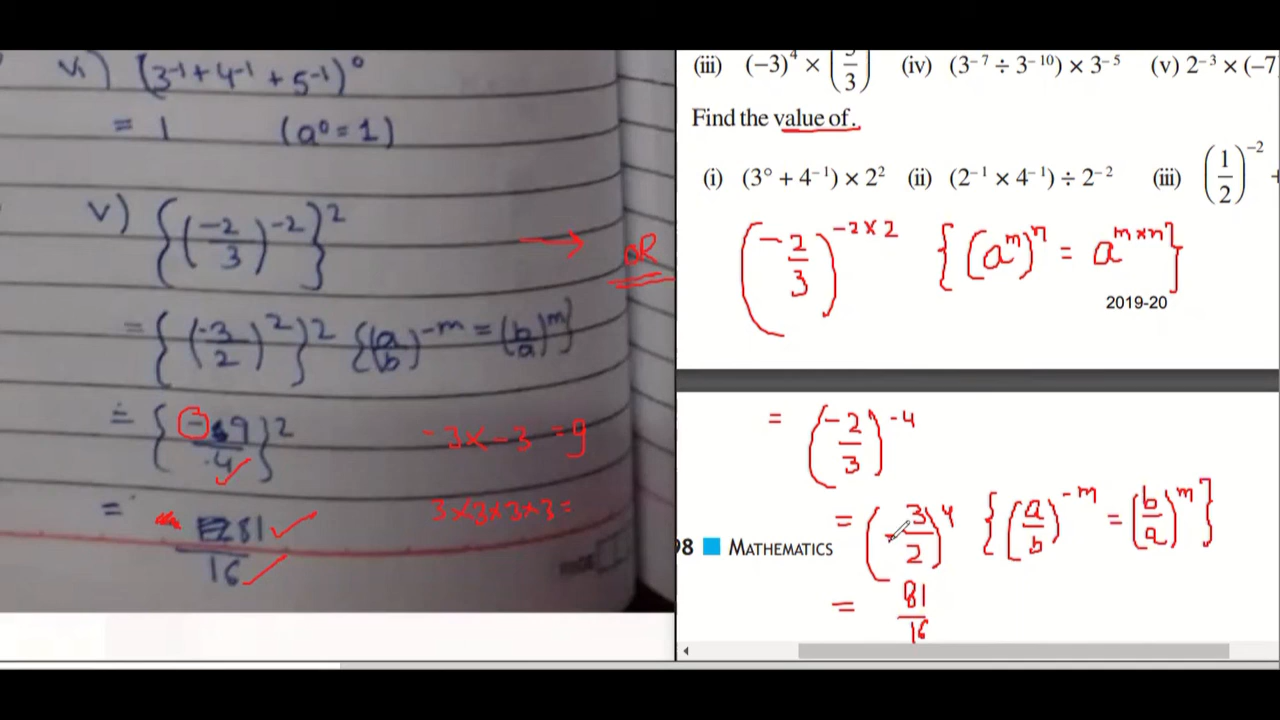 vi) (3⁻¹ + 4⁻¹ + 5⁻¹)⁰
= 1 (a⁰ = 1)
v) {(-2/3)⁻²}²
= {(-3/2)²}² {(a/b)⁻ᵐ = (b/a)ᵐ}
= {-9/4}²
-3 × -3 = 9
= 81/16
3×3×3×3=
OR
(iii) (−3)⁴ ×
(iv) (3⁻⁷ ÷ 3⁻¹⁰) × 3⁻⁵ (v) 2⁻³ × (−7
Find the value of.
(i) (3° + 4⁻¹) × 2² (ii) (2⁻¹ × 4⁻¹) ÷ 2⁻² (iii) (1/2)⁻² +
(-2/3)⁻²ˣ² {(aᵐ)ⁿ = aᵐˣⁿ}
2019-20
= (-2/3)⁻⁴
= (-3/2)⁴ {(a/b)⁻ᵐ = (b/a)ᵐ}
98 MATHEMATICS
= 81/16